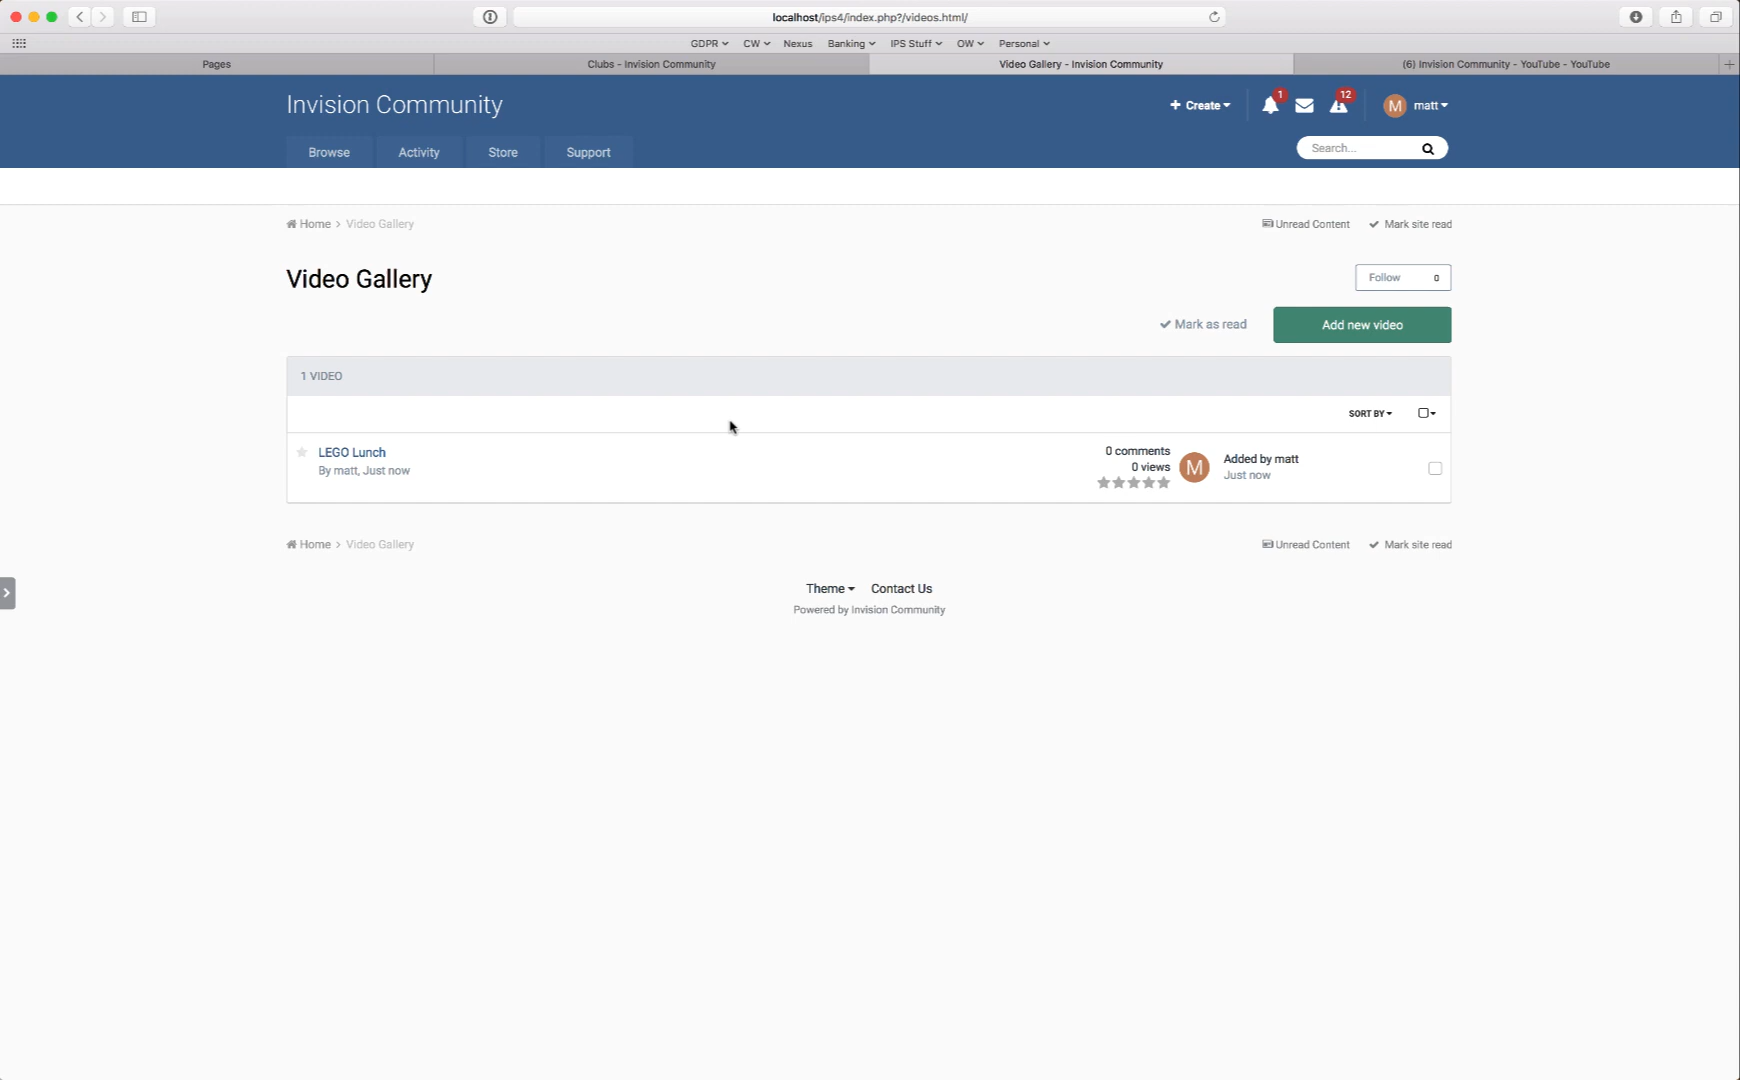 localhost/ips4/index.php?/videos.html/
GDPR CW Nexus Banking IPS Stuff OW Personal
Pages
Clubs - Invision Community
Video Gallery - Invision Community
(6) Invision Community - YouTube - YouTube
Invision Community
Create
1
12
M
matt
Browse
Activity
Store
Support
Search...
Home > Video Gallery
Unread Content
Mark site read
Video Gallery
Follow 0
Mark as read
Add new video
1 VIDEO
SORT BY
LEGO Lunch
By matt, Just now
0 comments
0 views
M
Added by matt
Just now
Home > Video Gallery
Unread Content
Mark site read
Theme
Contact Us
Powered by Invision Community